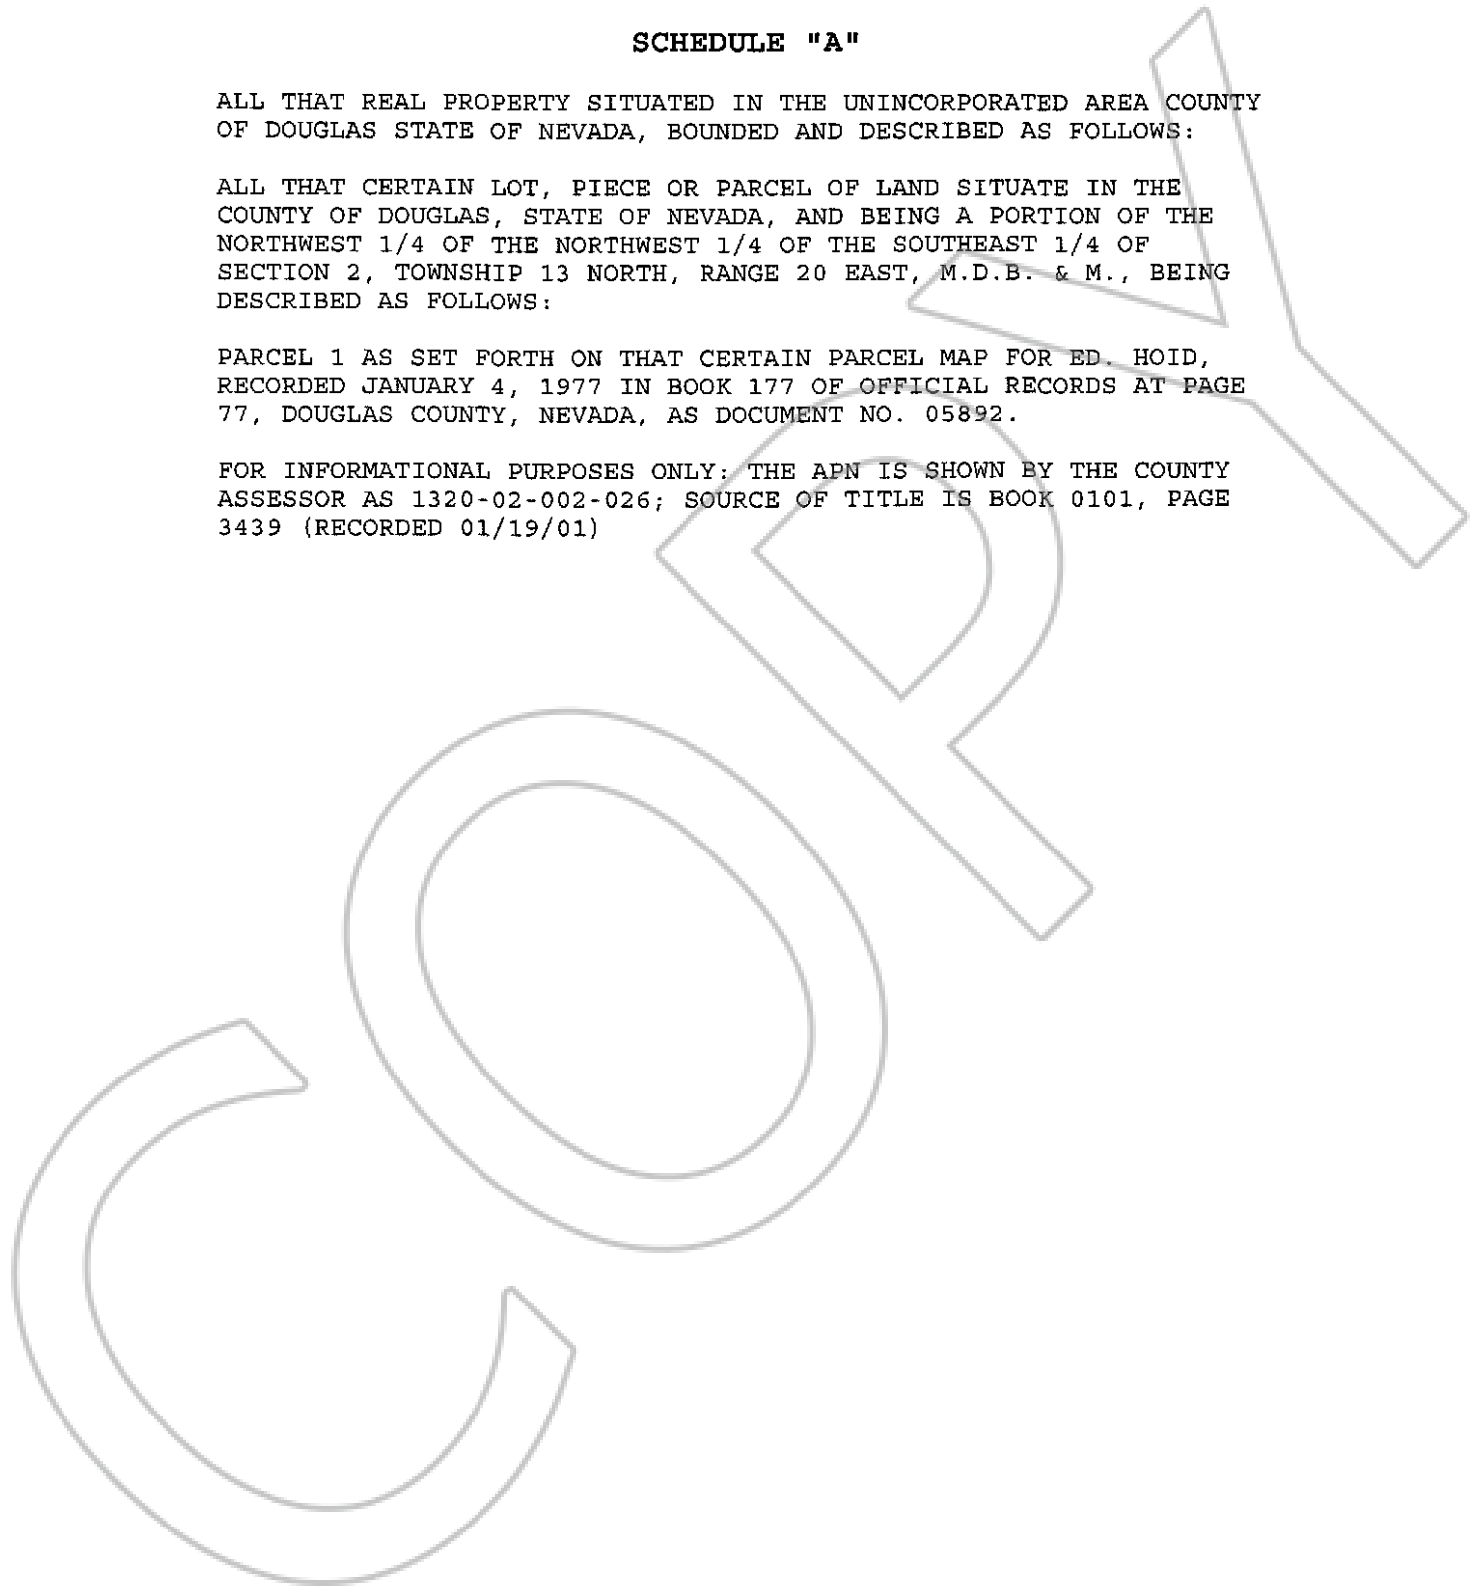 SCHEDULE "A"
ALL THAT REAL PROPERTY SITUATED IN THE UNINCORPORATED AREA COUNTY
OF DOUGLAS STATE OF NEVADA, BOUNDED AND DESCRIBED AS FOLLOWS:
ALL THAT CERTAIN LOT, PIECE OR PARCEL OF LAND SITUATE IN THE
COUNTY OF DOUGLAS, STATE OF NEVADA, AND BEING A PORTION OF THE
NORTHWEST 1/4 OF THE NORTHWEST 1/4 OF THE SOUTHEAST 1/4 OF
SECTION 2, TOWNSHIP 13 NORTH, RANGE 20 EAST, M.D.B. & M., BEING
DESCRIBED AS FOLLOWS:
PARCEL 1 AS SET FORTH ON THAT CERTAIN PARCEL MAP FOR ED. HOID,
RECORDED JANUARY 4, 1977 IN BOOK 177 OF OFFICIAL RECORDS AT PAGE
77, DOUGLAS COUNTY, NEVADA, AS DOCUMENT NO. 05892.
FOR INFORMATIONAL PURPOSES ONLY: THE APN IS SHOWN BY THE COUNTY
ASSESSOR AS 1320-02-002-026; SOURCE OF TITLE IS BOOK 0101, PAGE
3439 (RECORDED 01/19/01)
COPY